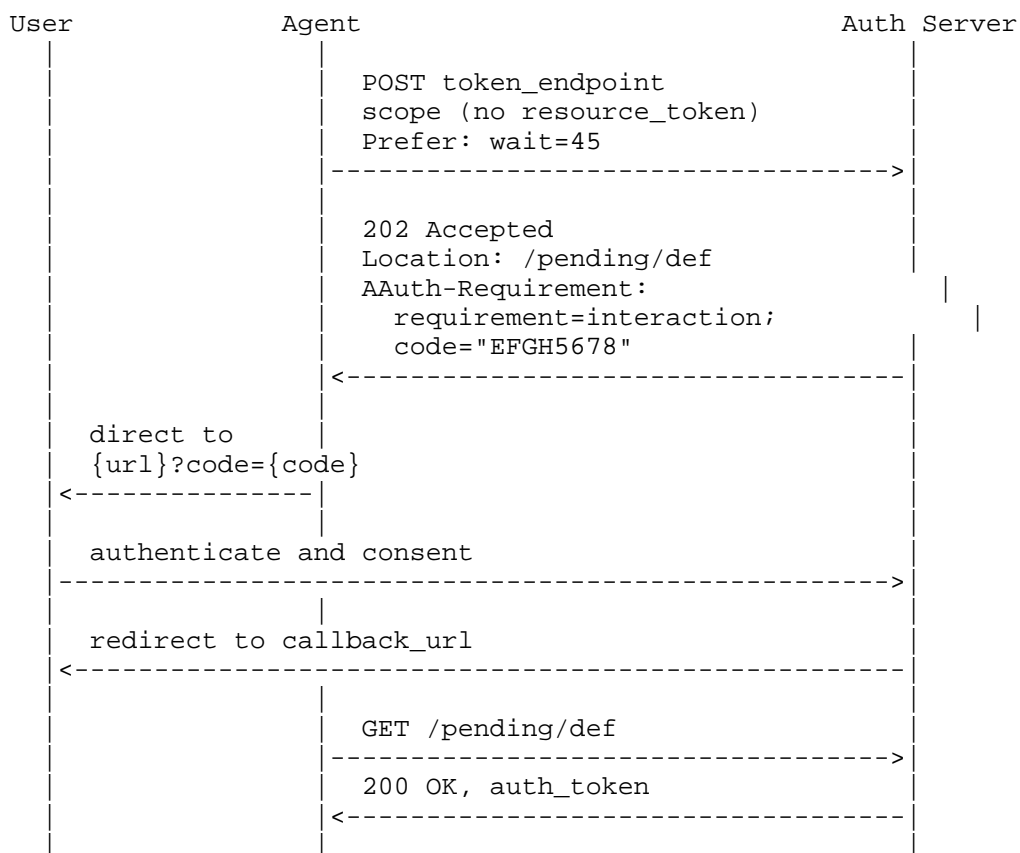 User Agent Auth Server
POST token_endpoint
scope (no resource_token)
Prefer: wait=45
202 Accepted
Location: /pending/def
AAuth-Requirement:
requirement=interaction;
code="EFGH5678"
direct to
{url}?code={code}
authenticate and consent
redirect to callback_url
GET /pending/def
200 OK, auth_token